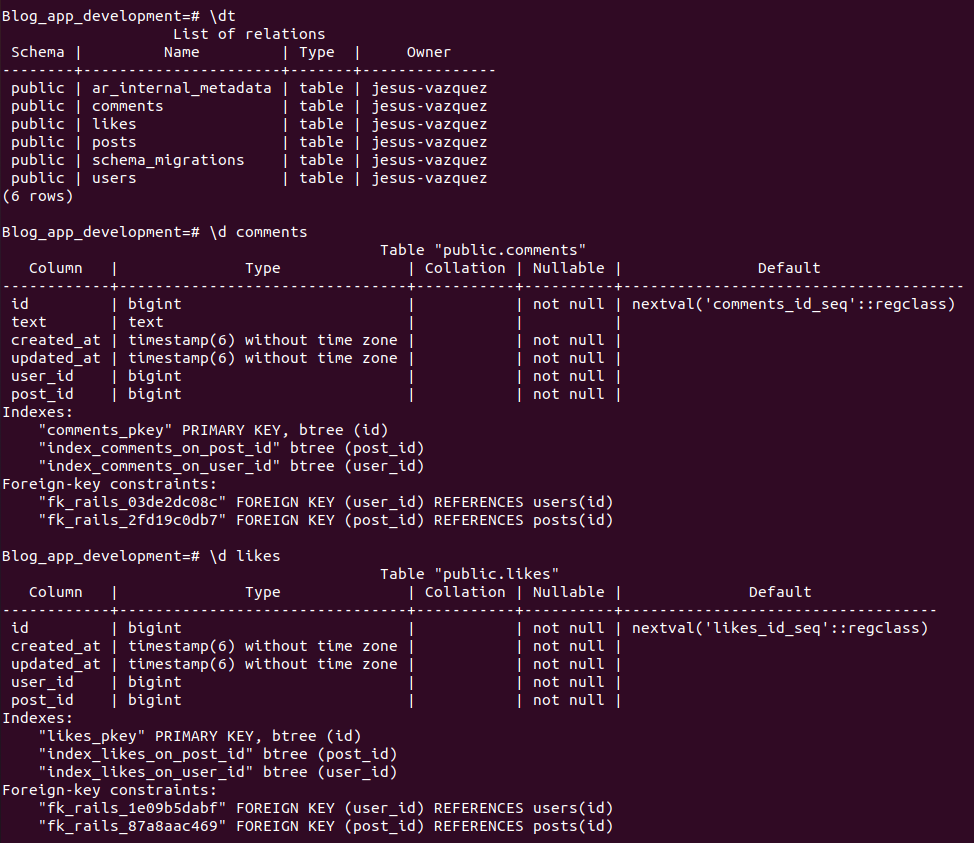 Blog_app_development=# \dt
                   List of relations
 Schema |         Name         | Type  |     Owner
--------+----------------------+-------+---------------
 public | ar_internal_metadata | table | jesus-vazquez
 public | comments             | table | jesus-vazquez
 public | likes                | table | jesus-vazquez
 public | posts                | table | jesus-vazquez
 public | schema_migrations    | table | jesus-vazquez
 public | users                | table | jesus-vazquez
(6 rows)

Blog_app_development=# \d comments
                                          Table "public.comments"
   Column   |              Type              | Collation | Nullable |               Default
------------+--------------------------------+-----------+----------+--------------------------------------
 id         | bigint                         |           | not null | nextval('comments_id_seq'::regclass)
 text       | text                           |           |          |
 created_at | timestamp(6) without time zone |           | not null |
 updated_at | timestamp(6) without time zone |           | not null |
 user_id    | bigint                         |           | not null |
 post_id    | bigint                         |           | not null |
Indexes:
    "comments_pkey" PRIMARY KEY, btree (id)
    "index_comments_on_post_id" btree (post_id)
    "index_comments_on_user_id" btree (user_id)
Foreign-key constraints:
    "fk_rails_03de2dc08c" FOREIGN KEY (user_id) REFERENCES users(id)
    "fk_rails_2fd19c0db7" FOREIGN KEY (post_id) REFERENCES posts(id)

Blog_app_development=# \d likes
                                          Table "public.likes"
   Column   |              Type              | Collation | Nullable |              Default
------------+--------------------------------+-----------+----------+-----------------------------------
 id         | bigint                         |           | not null | nextval('likes_id_seq'::regclass)
 created_at | timestamp(6) without time zone |           | not null |
 updated_at | timestamp(6) without time zone |           | not null |
 user_id    | bigint                         |           | not null |
 post_id    | bigint                         |           | not null |
Indexes:
    "likes_pkey" PRIMARY KEY, btree (id)
    "index_likes_on_post_id" btree (post_id)
    "index_likes_on_user_id" btree (user_id)
Foreign-key constraints:
    "fk_rails_1e09b5dabf" FOREIGN KEY (user_id) REFERENCES users(id)
    "fk_rails_87a8aac469" FOREIGN KEY (post_id) REFERENCES posts(id)